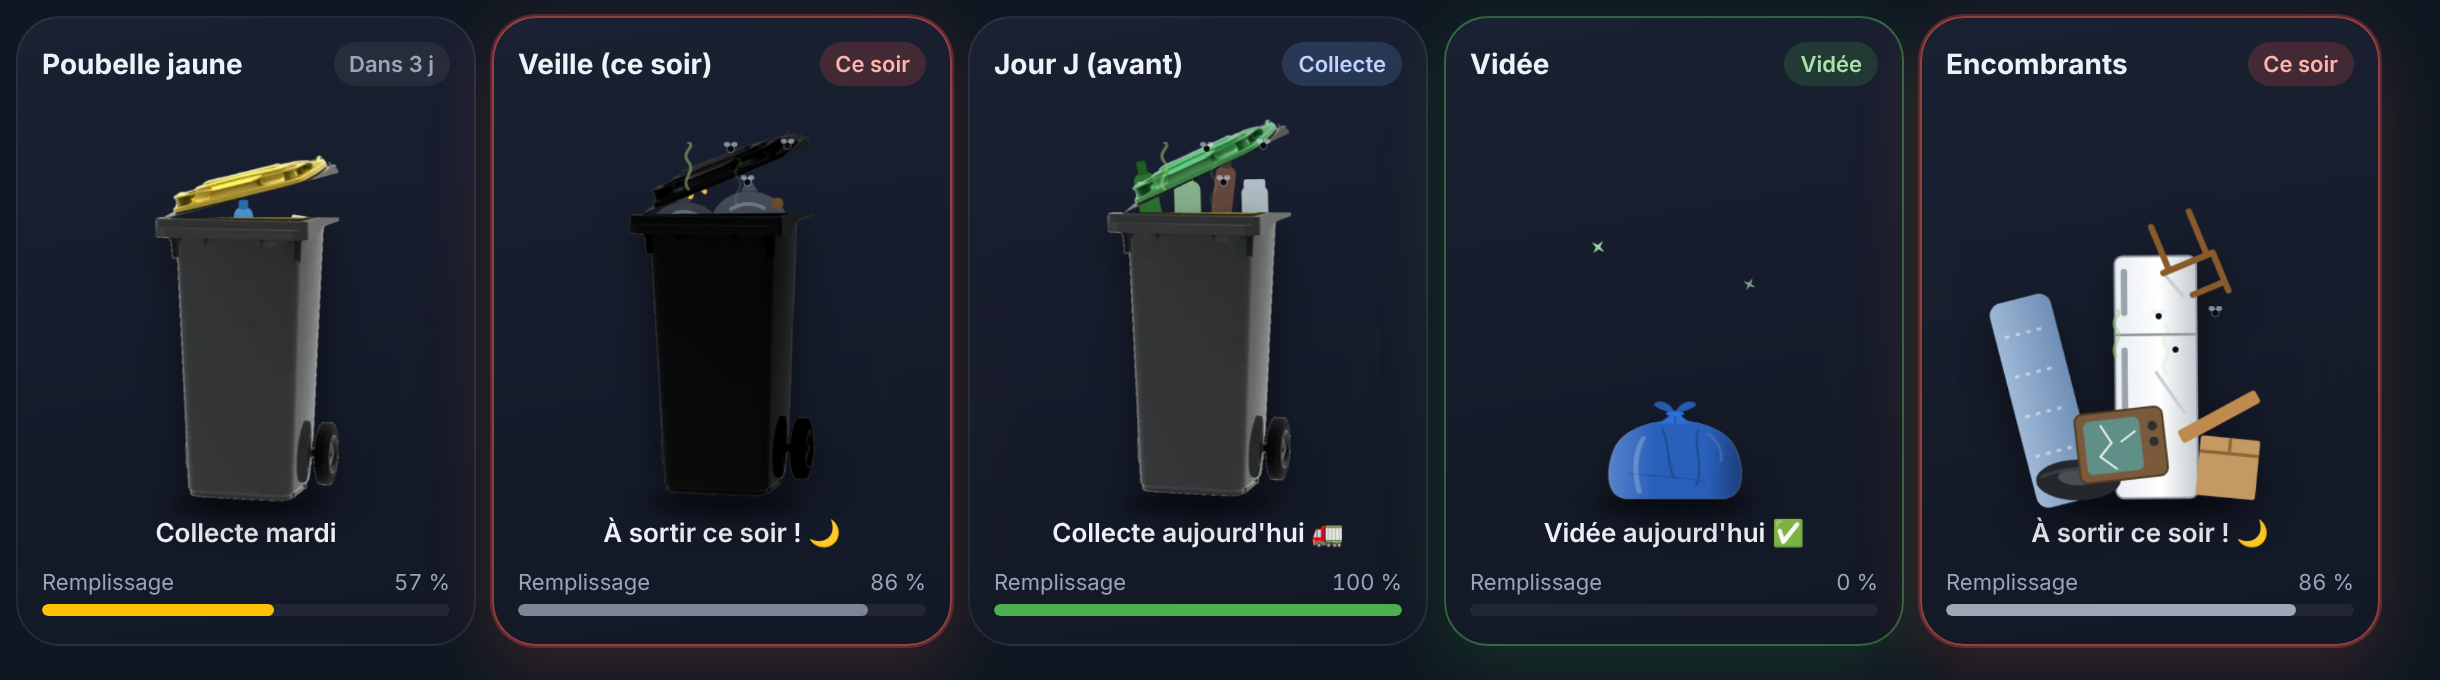 Poubelle jaune
Dans 3 j
Collecte mardi
Remplissage
57 %
Veille (ce soir)
Ce soir
À sortir ce soir ! 🌙
Remplissage
86 %
Jour J (avant)
Collecte
Collecte aujourd'hui 🚛
Remplissage
100 %
Vidée
Vidée
Vidée aujourd'hui ✅
Remplissage
0 %
Encombrants
Ce soir
À sortir ce soir ! 🌙
Remplissage
86 %